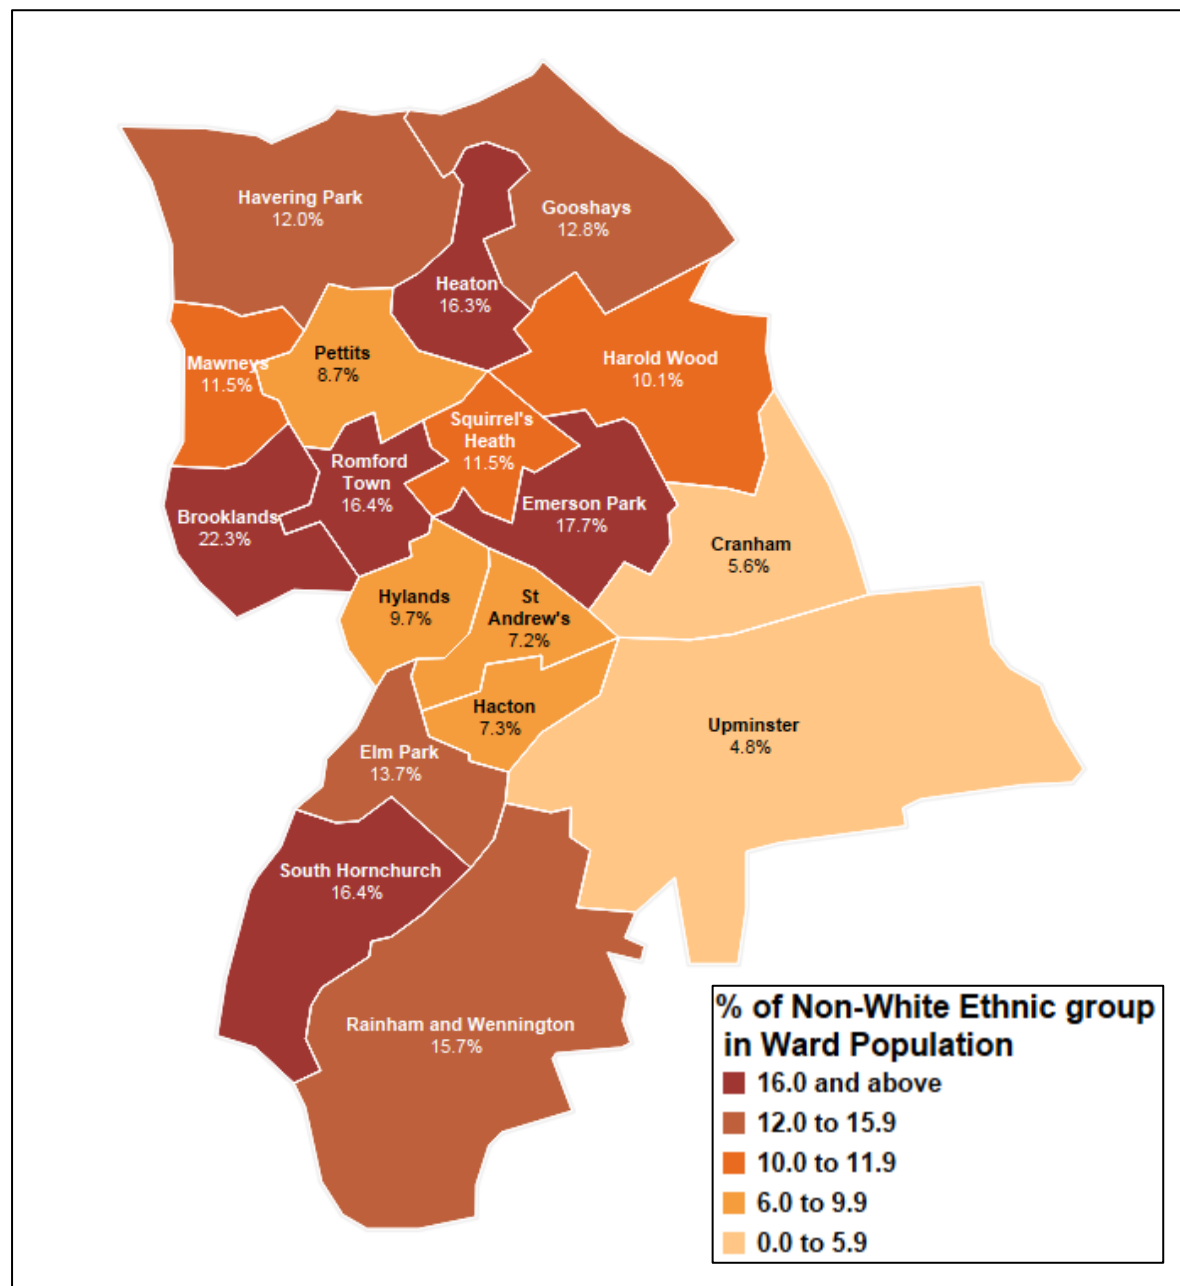 Havering Park
12.0%
Gooshays
12.8%
Heaton
16.3%
Mawneys
11.5%
Pettits
8.7%
Harold Wood
10.1%
Squirrel's
Heath
11.5%
Romford
Town
16.4%
Emerson Park
17.7%
Brooklands
22.3%
Cranham
5.6%
Hylands
9.7%
St
Andrew's
7.2%
Hacton
7.3%
Upminster
4.8%
Elm Park
13.7%
South Hornchurch
16.4%
Rainham and Wennington
15.7%
% of Non-White Ethnic group
in Ward Population
16.0 and above
12.0 to 15.9
10.0 to 11.9
6.0 to 9.9
0.0 to 5.9